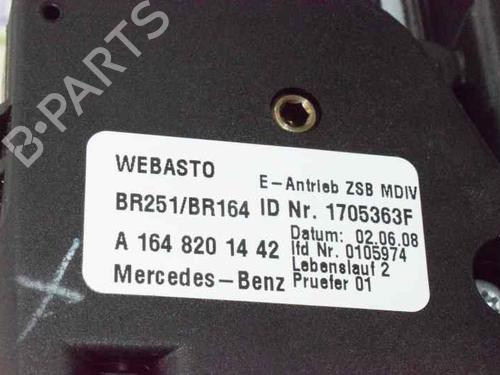 B-PARTS
WEBASTO E-Antrieb ZSB MDIV
BR251/BR164 ID Nr. 1705363F
A 164 820 14 42 Datum: 02.06.08
lfd Nr. 0105974
Mercedes-Benz Lebenslauf 2
Pruefer 01